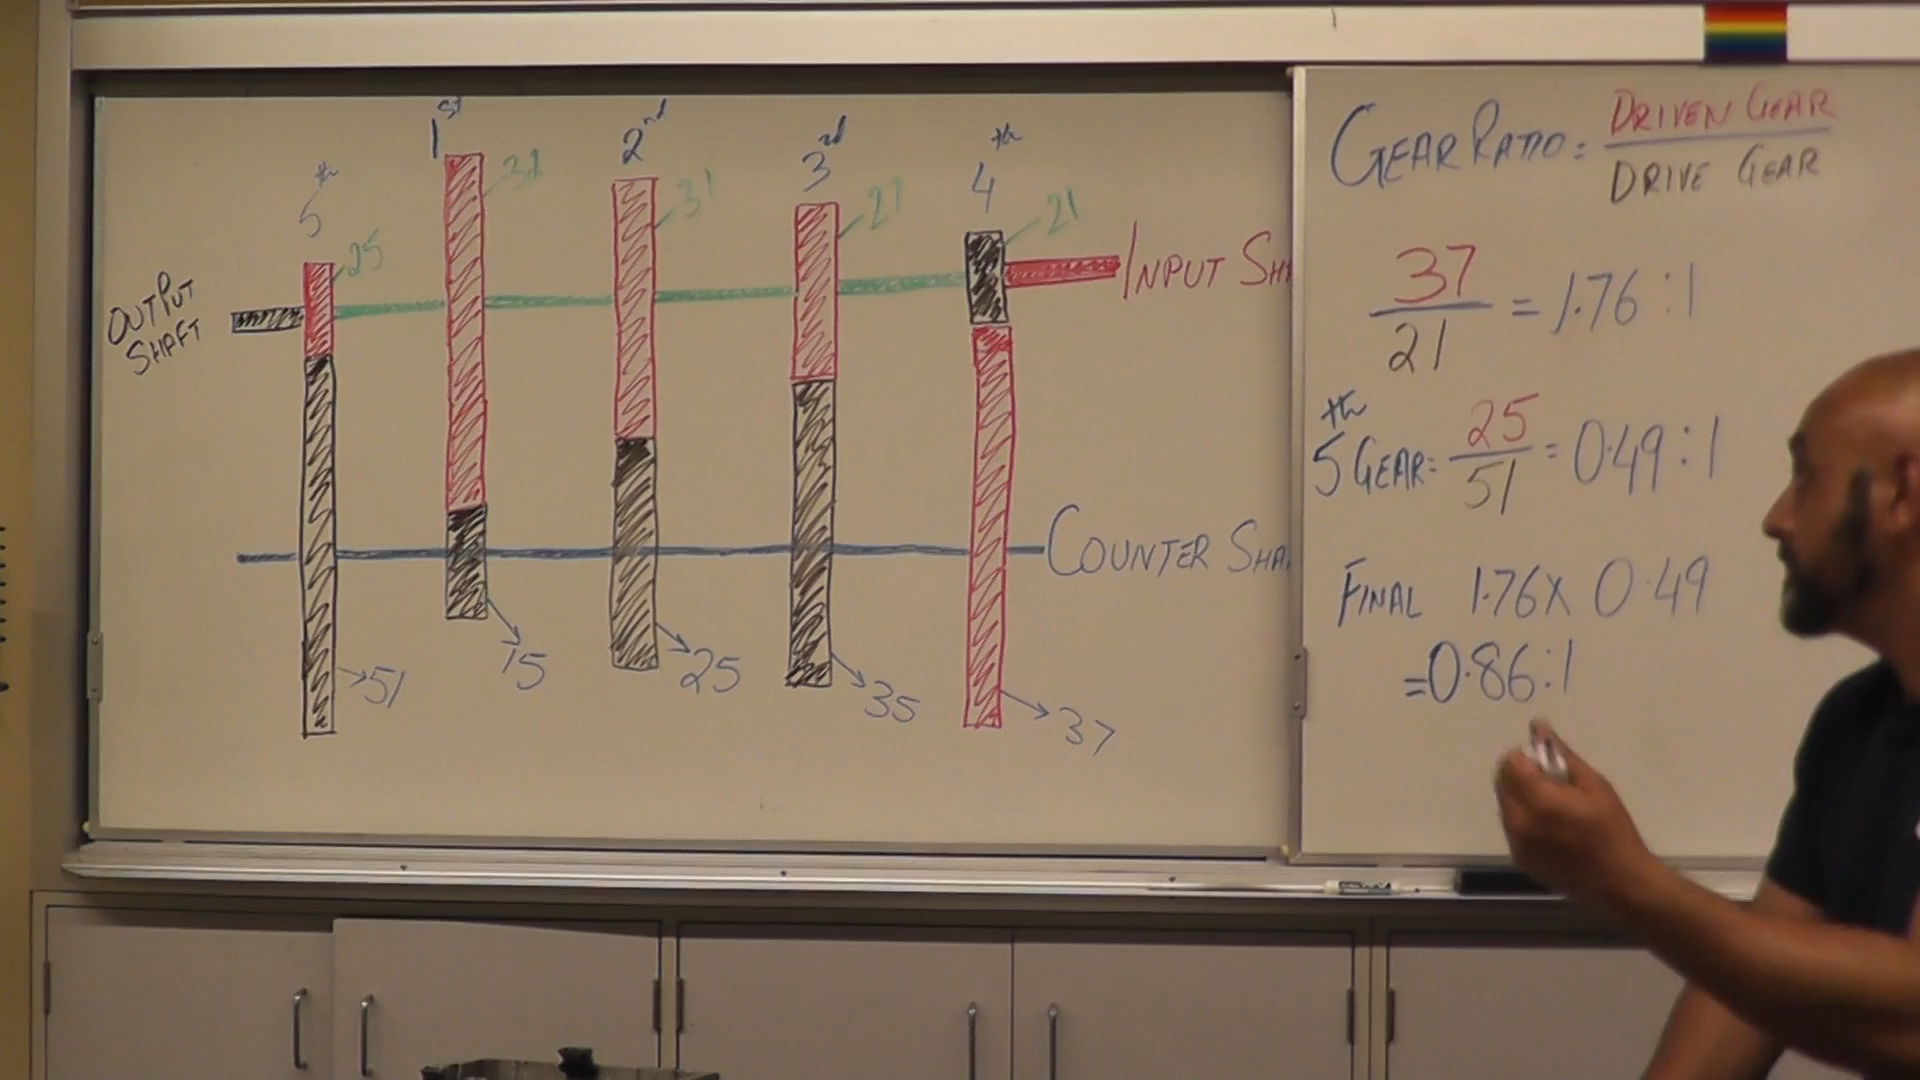 1st
2nd
3rd
4th
5th
25
31
21
OUTPUT
SHAFT
INPUT SHA
COUNTER SHA
51
15
25
35
37
GEAR RATIO = DRIVEN GEAR
DRIVE GEAR
37
21
= 1.76 : 1
5th GEAR = 25
51
= 0.49 : 1
FINAL 1.76 X 0.49
= 0.86 : 1